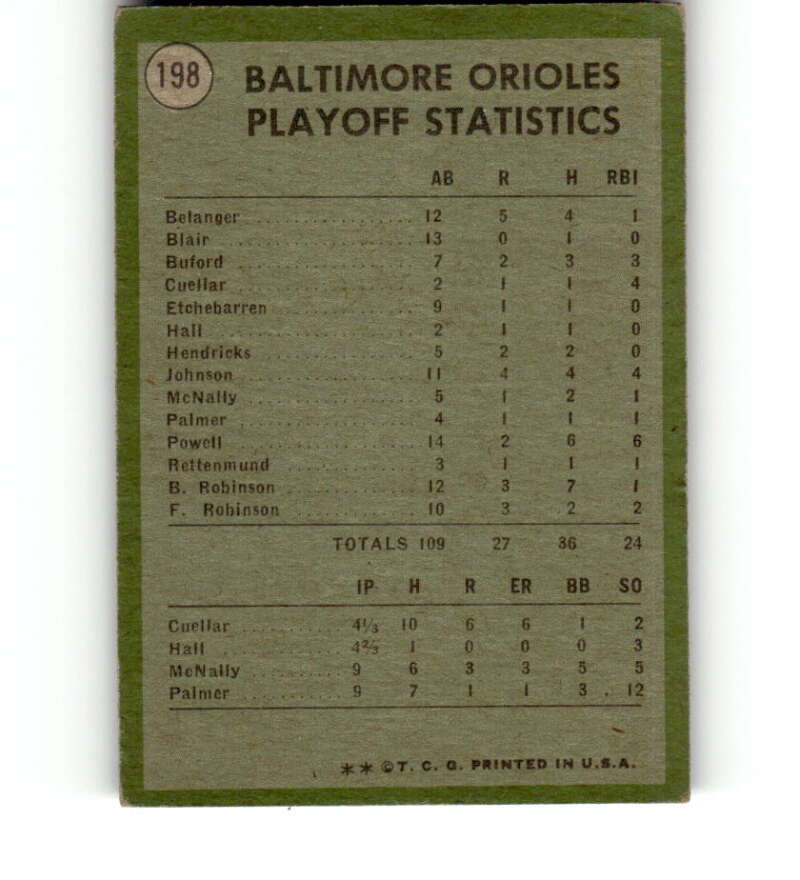 198
BALTIMORE ORIOLES
PLAYOFF STATISTICS
AB R H RBI
Belanger 12 5 4 1
Blair 13 0 1 0
Buford 7 2 3 3
Cuellar 2 1 1 4
Etchebarren 9 1 1 0
Hall 2 1 1 0
Hendricks 5 2 2 0
Johnson 11 4 4 4
McNally 5 1 2 1
Palmer 4 1 1 1
Powell 14 2 6 6
Rettenmund 3 1 1 1
B. Robinson 12 3 7 1
F. Robinson 10 3 2 2
TOTALS 109 27 36 24
IP H R ER BB SO
Cuellar 4⅓ 10 6 6 1 2
Hall 4⅔ 1 0 0 0 3
McNally 9 6 3 3 5 5
Palmer 9 7 1 1 3 12
** © T. C. G. PRINTED IN U.S.A.